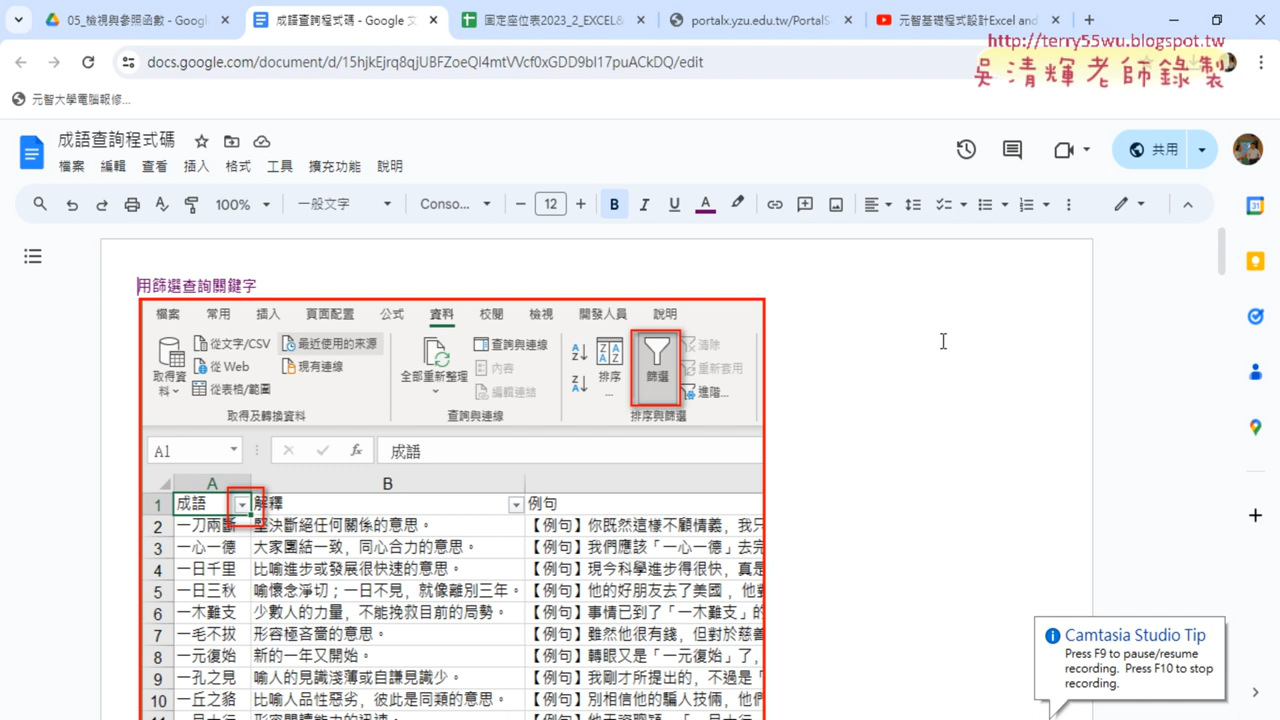 05_檢視與參照函數 - Googl
成語查詢程式碼 - Google 文
固定座位表2023_2_EXCEL&
portalx.yzu.edu.tw/PortalS
元智基礎程式設計Excel and
http://terry55wu.blogspot.tw
吳清輝老師錄製
docs.google.com/document/d/15hjkEjrq8qjUBFZoeQl4mtVVcf0xGDD9bI17puACkDQ/edit
元智大學電腦報修...
成語查詢程式碼
檔案 編輯 查看 插入 格式 工具 擴充功能 說明
共用
100% 一般文字 Conso... 12 B I U A
用篩選查詢關鍵字
檔案 常用 插入 頁面配置 公式 資料 校閱 檢視 開發人員 說明
取得資料
從文字/CSV 最近使用的來源
從 Web 現有連線
從表格/範圍
取得及轉換資料
全部重新整理
查詢與連線
內容
編輯連結
查詢與連線
排序
...
篩選
清除
重新套用
進階...
排序與篩選
A1 fx 成語
A B
1 成語 解釋 例句
2 一刀兩斷 堅決斷絕任何關係的意思。 【例句】你既然這樣不顧情義，我只
3 一心一德 大家團結一致，同心合力的意思。 【例句】我們應該「一心一德」去完
4 一日千里 比喻進步或發展很快速的意思。 【例句】現今科學進步得很快，真是
5 一日三秋 喻懷念淨切；一日不見，就像離別三年。 【例句】他的好朋友去了美國，他
6 一木難支 少數人的力量，不能挽救目前的局勢。 【例句】事情已到了「一木難支」的
7 一毛不拔 形容極吝嗇的意思。 【例句】雖然他很有錢，但對於慈善
8 一元復始 新的一年又開始。 【例句】轉眼又是「一元復始」了，
9 一孔之見 喻人的見識淺薄或自謙見識少。 【例句】我剛才所提出的，不過是「
10 一丘之貉 比喻人品性惡劣，彼此是同類的意思。 【例句】別相信他的騙人技倆，他們
Camtasia Studio Tip
Press F9 to pause/resume
recording. Press F10 to stop
recording.